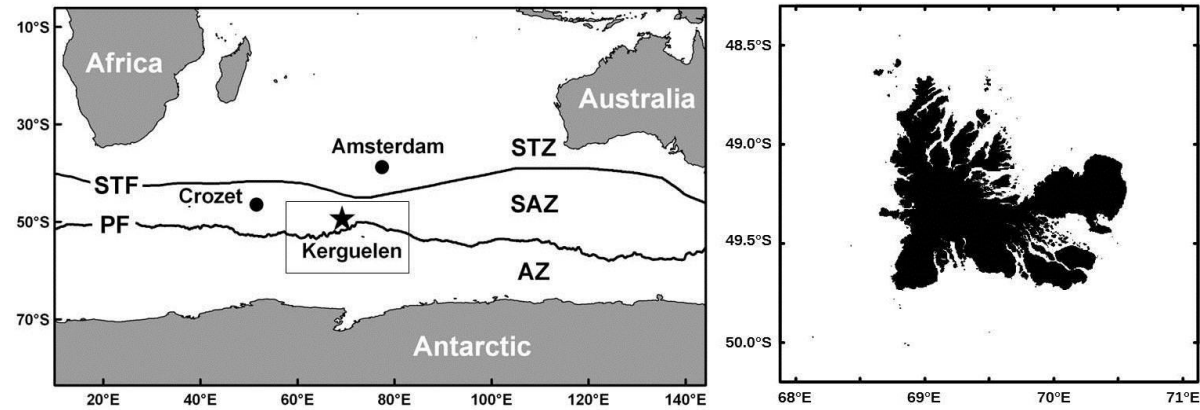 10°S
30°S
50°S
70°S
Africa
Australia
Amsterdam
STZ
STF
Crozet
SAZ
PF
Kerguelen
AZ
Antarctic
20°E 40°E 60°E 80°E 100°E 120°E 140°E
48.5°S
49.0°S
49.5°S
50.0°S
68°E 69°E 70°E 71°E